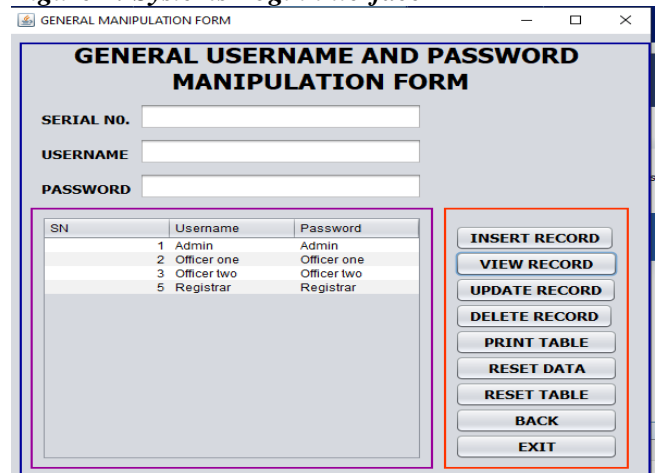 GENERAL MANIPULATION FORM
GENERAL USERNAME AND PASSWORD
MANIPULATION FORM
SERIAL N0.
USERNAME
PASSWORD
SN Username Password
1 Admin Admin
2 Officer one Officer one
3 Officer two Officer two
5 Registrar Registrar
INSERT RECORD
VIEW RECORD
UPDATE RECORD
DELETE RECORD
PRINT TABLE
RESET DATA
RESET TABLE
BACK
EXIT